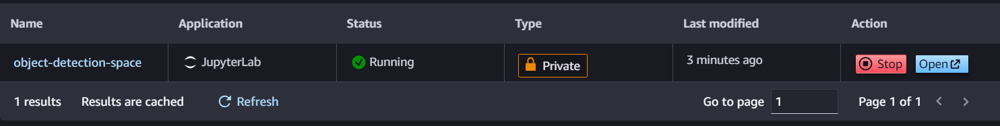 Name Application Status Type Last modified Action
object-detection-space JupyterLab Running Private 3 minutes ago Stop Open
1 results Results are cached Refresh Go to page 1 Page 1 of 1